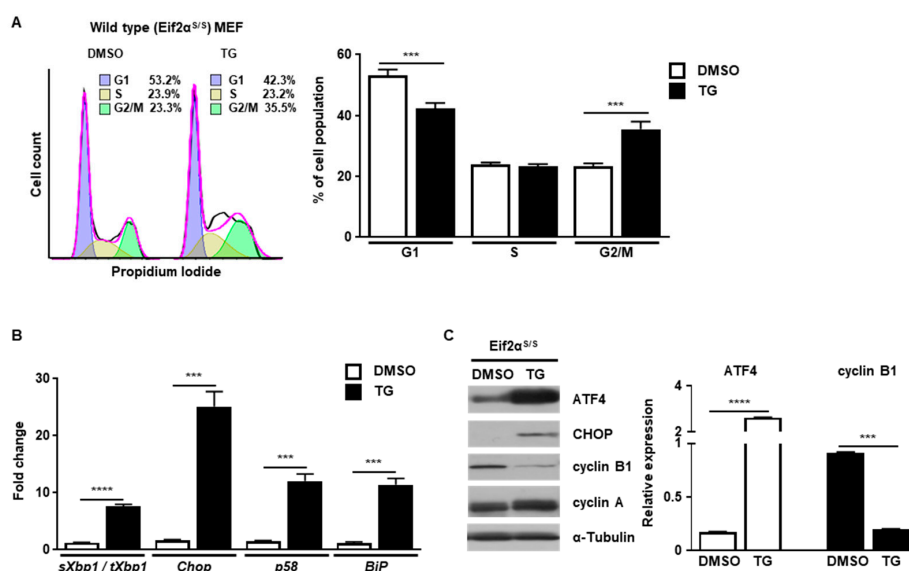 A
Wild type (Eif2α^S/S) MEF
DMSO
G1 53.2%
S 23.9%
G2/M 23.3%
TG
G1 42.3%
S 23.2%
G2/M 35.5%
Cell count
Propidium Iodide
% of cell population
60
40
20
0
***
***
DMSO
TG
G1 S G2/M
B
Fold change
30
20
10
0
****
***
***
***
DMSO
TG
sXbp1 / tXbp1 Chop p58 BiP
C
Eif2α^S/S
DMSO TG
ATF4
CHOP
cyclin B1
cyclin A
α-Tubulin
Relative expression
ATF4 cyclin B1
4
2
1
0.5
0
****
***
DMSO TG DMSO TG